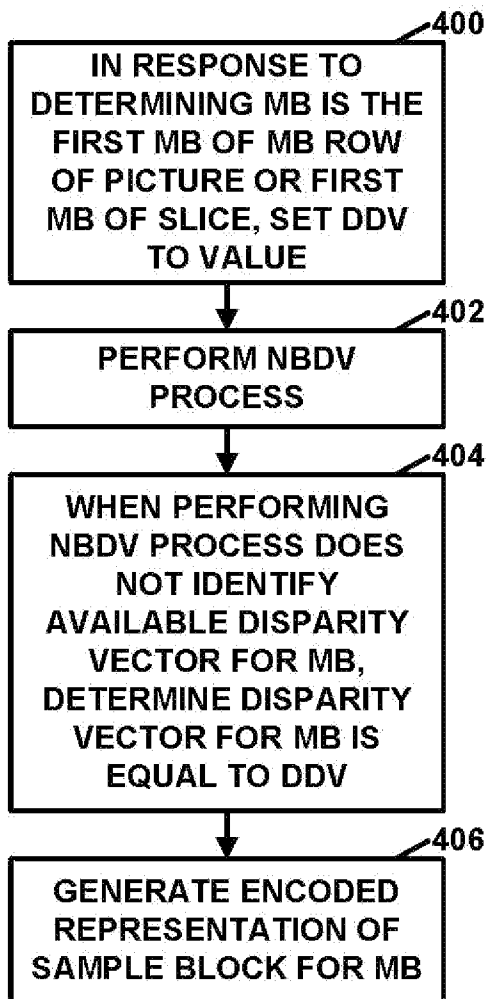 400
IN RESPONSE TO
DETERMINING MB IS THE
FIRST MB OF MB ROW
OF PICTURE OR FIRST
MB OF SLICE, SET DDV
TO VALUE
402
PERFORM NBDV
PROCESS
404
WHEN PERFORMING
NBDV PROCESS DOES
NOT IDENTIFY
AVAILABLE DISPARITY
VECTOR FOR MB,
DETERMINE DISPARITY
VECTOR FOR MB IS
EQUAL TO DDV
406
GENERATE ENCODED
REPRESENTATION OF
SAMPLE BLOCK FOR MB